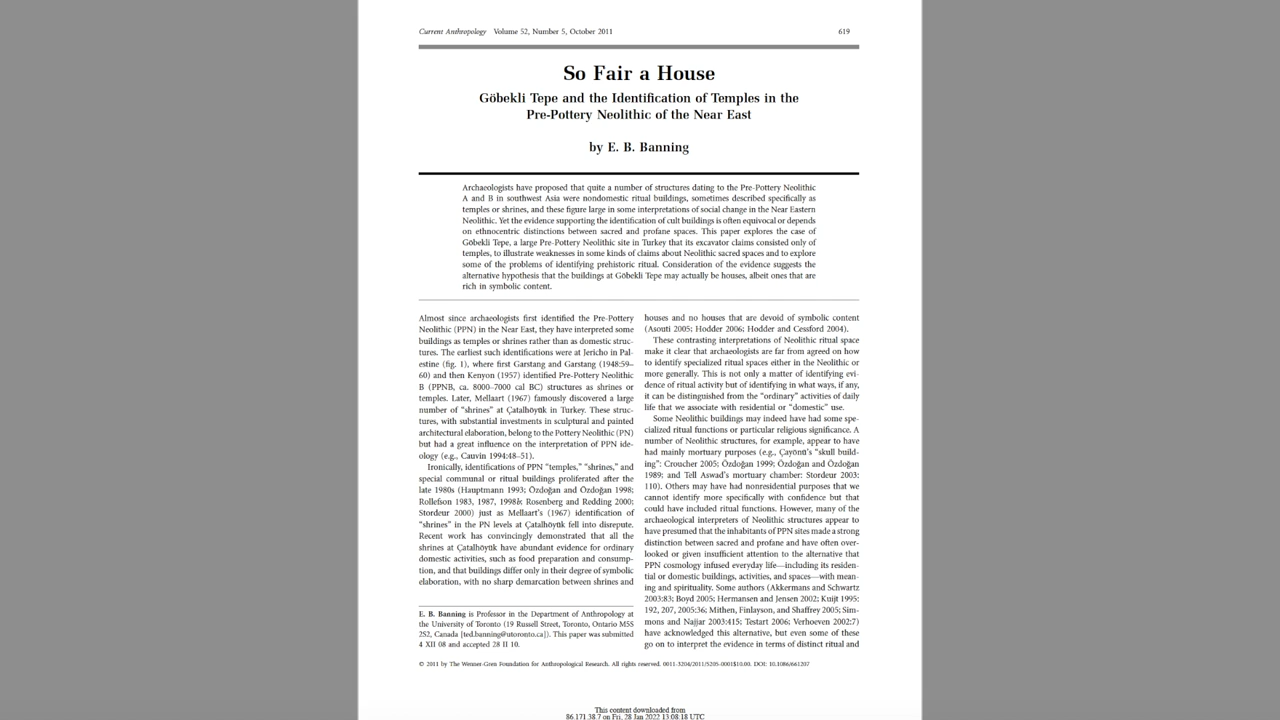 Current Anthropology Volume 52, Number 5, October 2011 619
So Fair a House
Göbekli Tepe and the Identification of Temples in the
Pre-Pottery Neolithic of the Near East
by E. B. Banning
Archaeologists have proposed that quite a number of structures dating to the Pre-Pottery Neolithic
A and B in southwest Asia were nondomestic ritual buildings, sometimes described specifically as
temples or shrines, and these figure large in some interpretations of social change in the Near Eastern
Neolithic. Yet the evidence supporting the identification of cult buildings is often equivocal or depends
on ethnocentric distinctions between sacred and profane spaces. This paper explores the case of
Göbekli Tepe, a large Pre-Pottery Neolithic site in Turkey that its excavator claims consisted only of
temples, to illustrate weaknesses in some kinds of claims about Neolithic sacred spaces and to explore
some of the problems of identifying prehistoric ritual. Consideration of the evidence suggests the
alternative hypothesis that the buildings at Göbekli Tepe may actually be houses, albeit ones that are
rich in symbolic content.
Almost since archaeologists first identified the Pre-Pottery
Neolithic (PPN) in the Near East, they have interpreted some
buildings as temples or shrines rather than as domestic struc-
tures. The earliest such identifications were at Jericho in Pal-
estine (fig. 1), where first Garstang and Garstang (1948:59–
60) and then Kenyon (1957) identified Pre-Pottery Neolithic
B (PPNB, ca. 8000–7000 cal BC) structures as shrines or
temples. Later, Mellaart (1967) famously discovered a large
number of “shrines” at Çatalhöyük in Turkey. These struc-
tures, with substantial investments in sculptural and painted
architectural elaboration, belong to the Pottery Neolithic (PN)
but had a great influence on the interpretation of PPN ide-
ology (e.g., Cauvin 1994:48–51).
Ironically, identifications of PPN “temples,” “shrines,” and
special communal or ritual buildings proliferated after the
late 1980s (Hauptmann 1993; Özdoğan and Özdoğan 1998;
Rollefson 1983, 1987, 1998b; Rosenberg and Redding 2000;
Stordeur 2000) just as Mellaart’s (1967) identification of
“shrines” in the PN levels at Çatalhöyük fell into disrepute.
Recent work has convincingly demonstrated that all the
shrines at Çatalhöyük have abundant evidence for ordinary
domestic activities, such as food preparation and consump-
tion, and that buildings differ only in their degree of symbolic
elaboration, with no sharp demarcation between shrines and
E. B. Banning is Professor in the Department of Anthropology at
the University of Toronto (19 Russell Street, Toronto, Ontario M5S
2S2, Canada [ted.banning@utoronto.ca]). This paper was submitted
4 XII 08 and accepted 28 II 10.
houses and no houses that are devoid of symbolic content
(Asouti 2005; Hodder 2006; Hodder and Cessford 2004).
These contrasting interpretations of Neolithic ritual space
make it clear that archaeologists are far from agreed on how
to identify specialized ritual spaces either in the Neolithic or
more generally. This is not only a matter of identifying evi-
dence of ritual activity but of identifying in what ways, if any,
it can be distinguished from the “ordinary” activities of daily
life that we associate with residential or “domestic” use.
Some Neolithic buildings may indeed have had some spe-
cialized ritual functions or particular religious significance. A
number of Neolithic structures, for example, appear to have
had mainly mortuary purposes (e.g., Çayönü’s “skull build-
ing”: Croucher 2005; Özdoğan 1999; Özdoğan and Özdoğan
1989; and Tell Aswad’s mortuary chamber: Stordeur 2003:
110). Others may have had nonresidential purposes that we
cannot identify more specifically with confidence but that
could have included ritual functions. However, many of the
archaeological interpreters of Neolithic structures appear to
have presumed that the inhabitants of PPN sites made a strong
distinction between sacred and profane and have often over-
looked or given insufficient attention to the alternative that
PPN cosmology infused everyday life—including its residen-
tial or domestic buildings, activities, and spaces—with mean-
ing and spirituality. Some authors (Akkermans and Schwartz
2003:83; Boyd 2005; Hermansen and Jensen 2002; Kuijt 1995:
192, 207, 2005:36; Mithen, Finlayson, and Shaffrey 2005; Sim-
mons and Najjar 2003:415; Testart 2006; Verhoeven 2002:7)
have acknowledged this alternative, but even some of these
go on to interpret the evidence in terms of distinct ritual and
© 2011 by The Wenner-Gren Foundation for Anthropological Research. All rights reserved. 0011-3204/2011/5205-0001$10.00. DOI: 10.1086/661207
This content downloaded from
86.171.38.7 on Fri, 28 Jan 2022 13:08:18 UTC